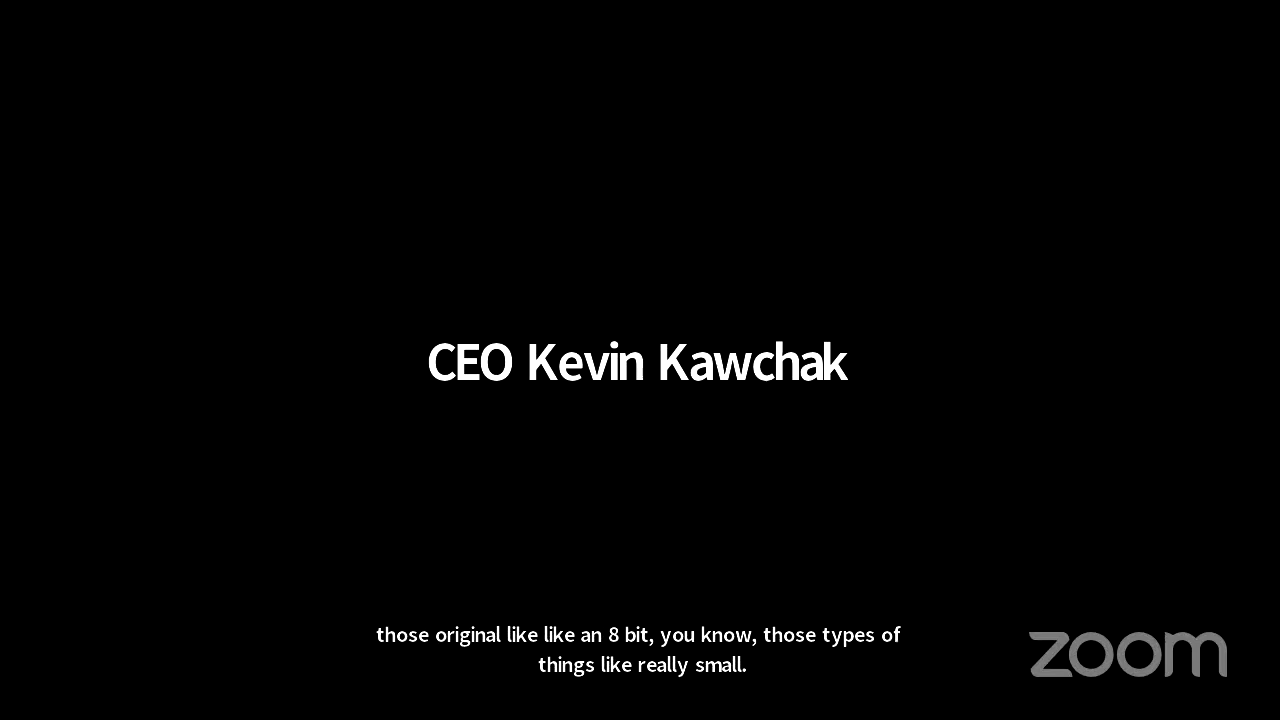 CEO Kevin Kawchak
those original like like an 8 bit, you know, those types of
things like really small.
zoom